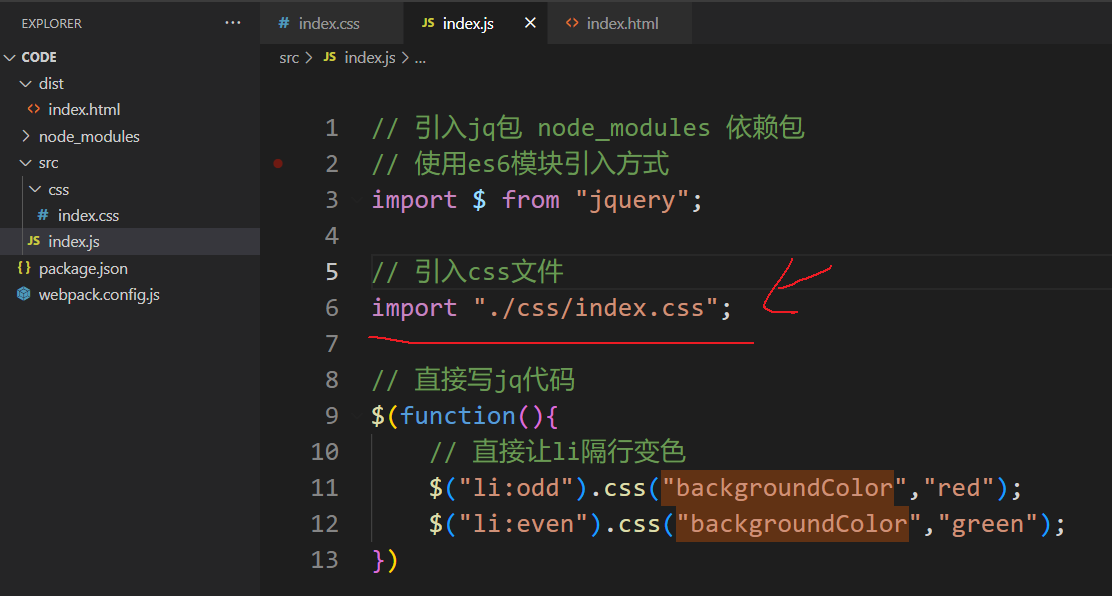 EXPLORER
...
CODE
dist
index.html
node_modules
src
css
# index.css
JS index.js
{} package.json
webpack.config.js
# index.css
JS index.js
<> index.html
src > JS index.js > ...
1 // 引入jq包 node_modules 依赖包
2 // 使用es6模块引入方式
3 import $ from "jquery";
4
5 // 引入css文件
6 import "./css/index.css";
7
8 // 直接写jq代码
9 $(function(){
10 // 直接让li隔行变色
11 $("li:odd").css("backgroundColor","red");
12 $("li:even").css("backgroundColor","green");
13 })